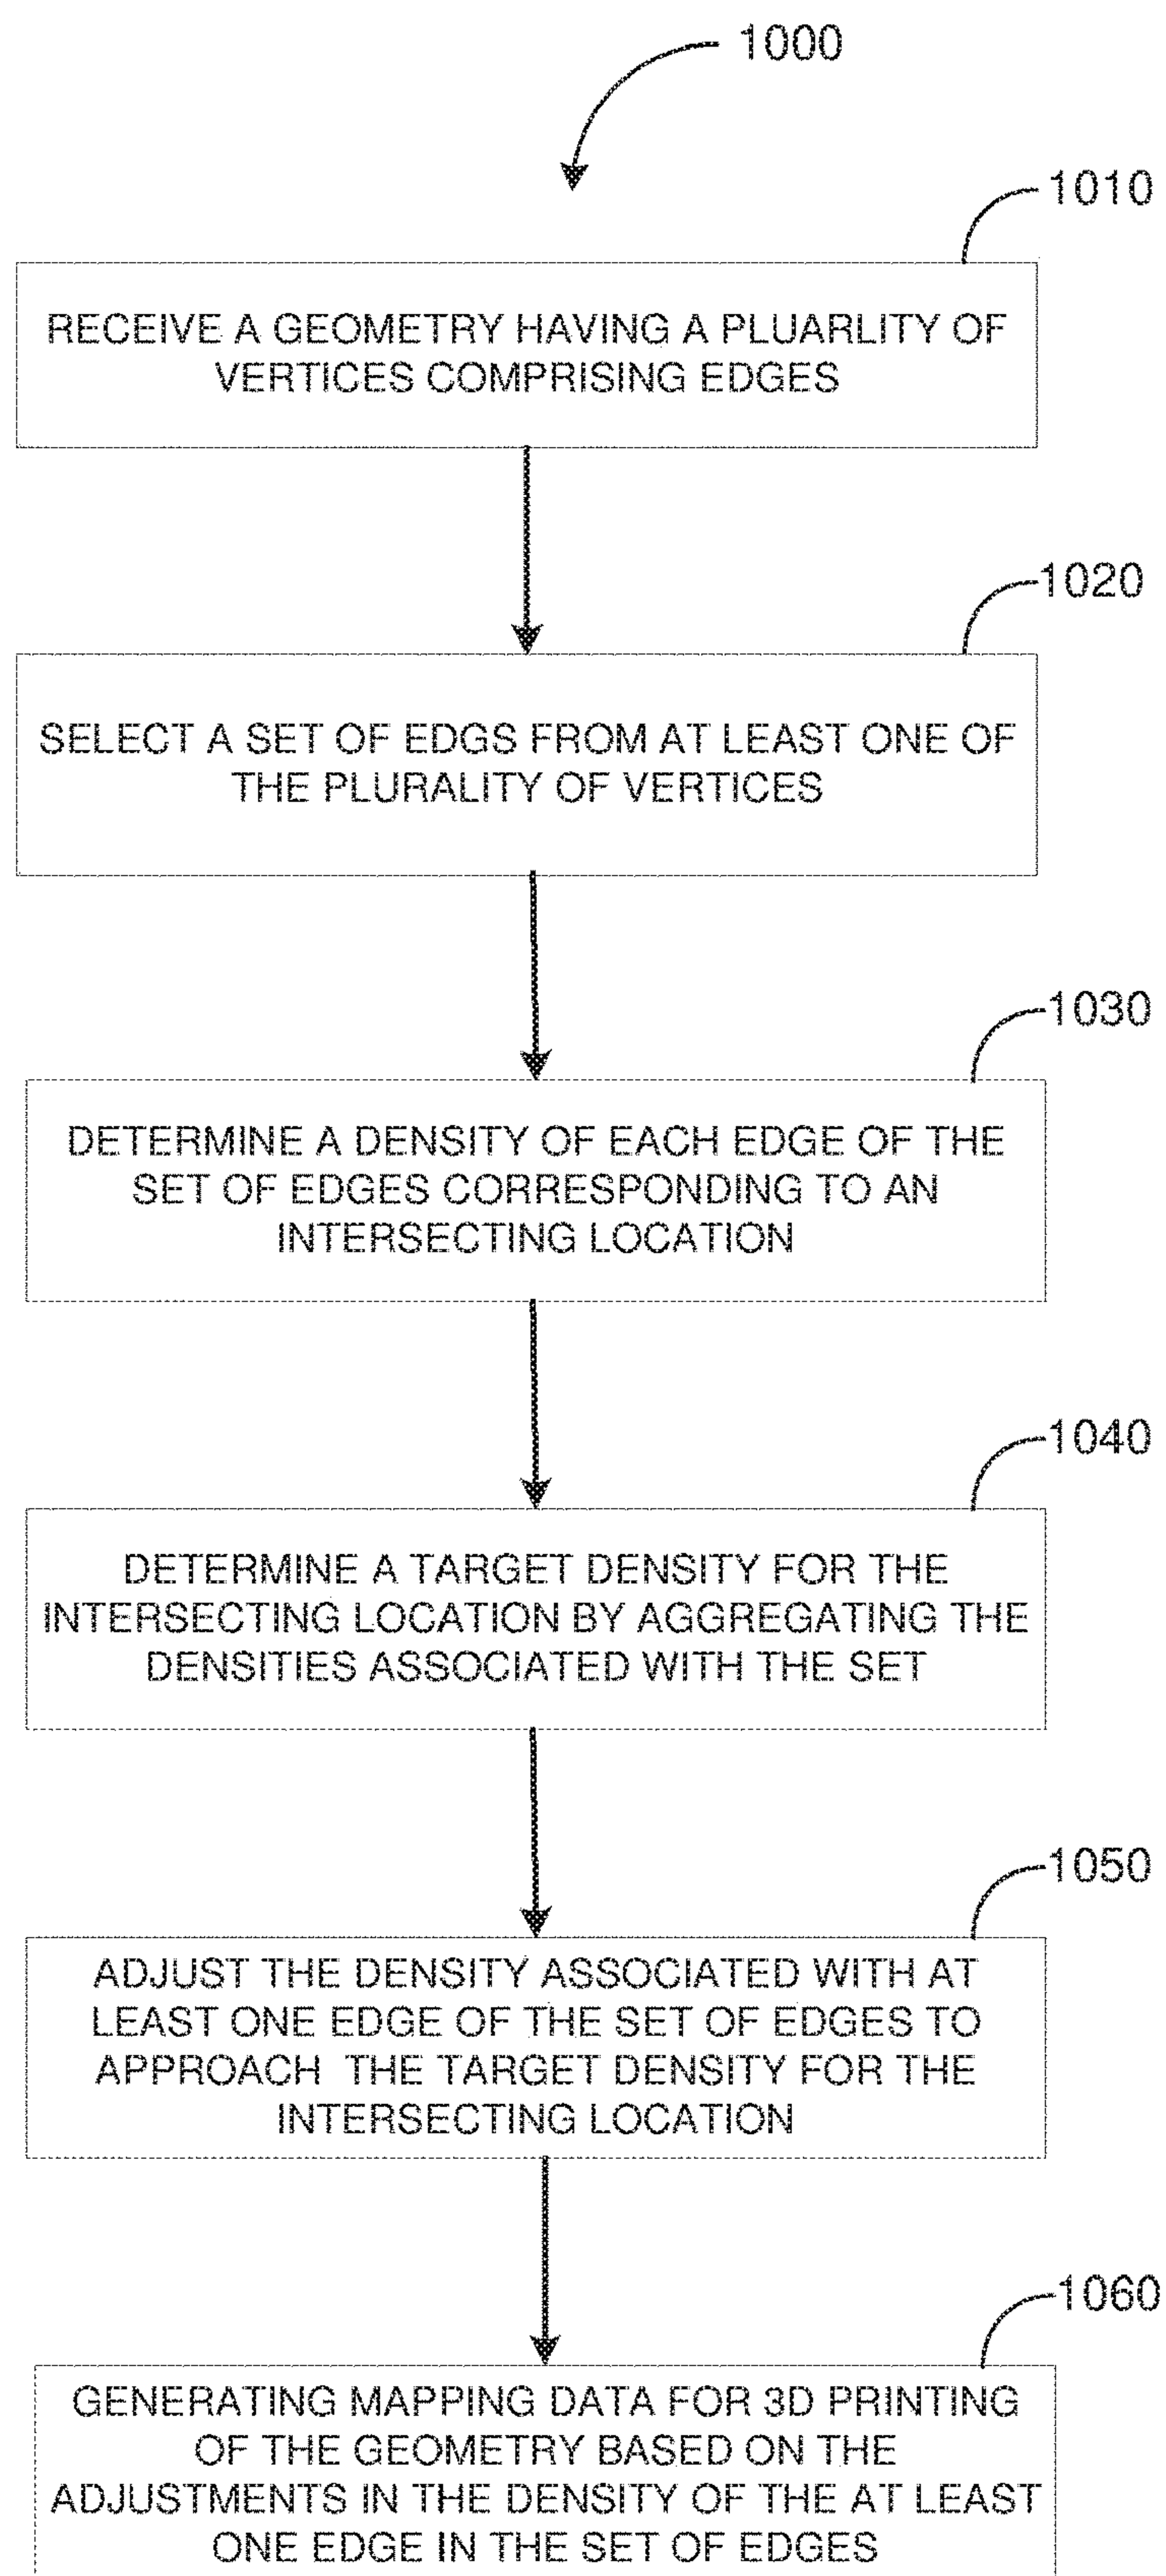 1000
1010
RECEIVE A GEOMETRY HAVING A PLUARLITY OF
VERTICES COMPRISING EDGES
1020
SELECT A SET OF EDGS FROM AT LEAST ONE OF
THE PLURALITY OF VERTICES
1030
DETERMINE A DENSITY OF EACH EDGE OF THE
SET OF EDGES CORRESPONDING TO AN
INTERSECTING LOCATION
1040
DETERMINE A TARGET DENSITY FOR THE
INTERSECTING LOCATION BY AGGREGATING THE
DENSITIES ASSOCIATED WITH THE SET
1050
ADJUST THE DENSITY ASSOCIATED WITH AT
LEAST ONE EDGE OF THE SET OF EDGES TO
APPROACH THE TARGET DENSITY FOR THE
INTERSECTING LOCATION
1060
GENERATING MAPPING DATA FOR 3D PRINTING
OF THE GEOMETRY BASED ON THE
ADJUSTMENTS IN THE DENSITY OF THE AT LEAST
ONE EDGE IN THE SET OF EDGES